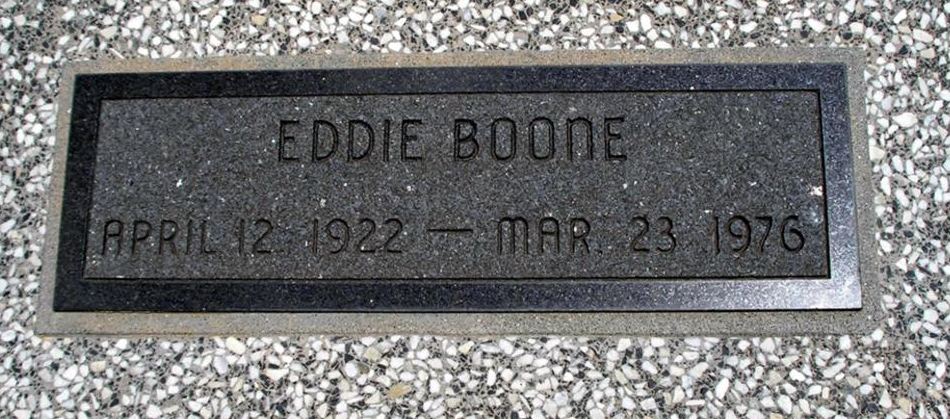 EDDIE BOONE
APRIL 12 1922 — MAR. 23 1976